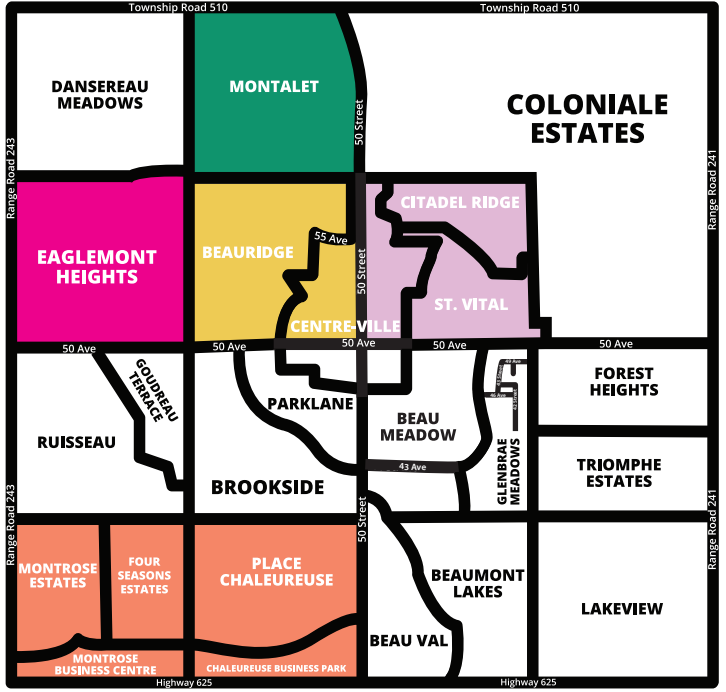 Township Road 510
Township Road 510
DANSEREAU
MEADOWS
MONTALET
COLONIALE
ESTATES
50 Street
Range Road 243
Range Road 241
CITADEL RIDGE
EAGLEMONT
HEIGHTS
BEAURIDGE
55 Ave
50 Street
ST. VITAL
CENTRE-VILLE
50 Ave
50 Ave
50 Ave
50 Ave
50 Ave
GOUDREAU
TERRACE
PARKLANE
BEAU
MEADOW
49 Ave
46 Ave
FOREST
HEIGHTS
RUISSEAU
43 Ave
GLENBRAE
MEADOWS
TRIOMPHE
ESTATES
BROOKSIDE
Range Road 243
50 Street
Range Road 241
MONTROSE
ESTATES
FOUR
SEASONS
ESTATES
PLACE
CHALEUREUSE
BEAUMONT
LAKES
LAKEVIEW
BEAU VAL
MONTROSE
BUSINESS CENTRE
CHALEUREUSE BUSINESS PARK
Highway 625
Highway 625